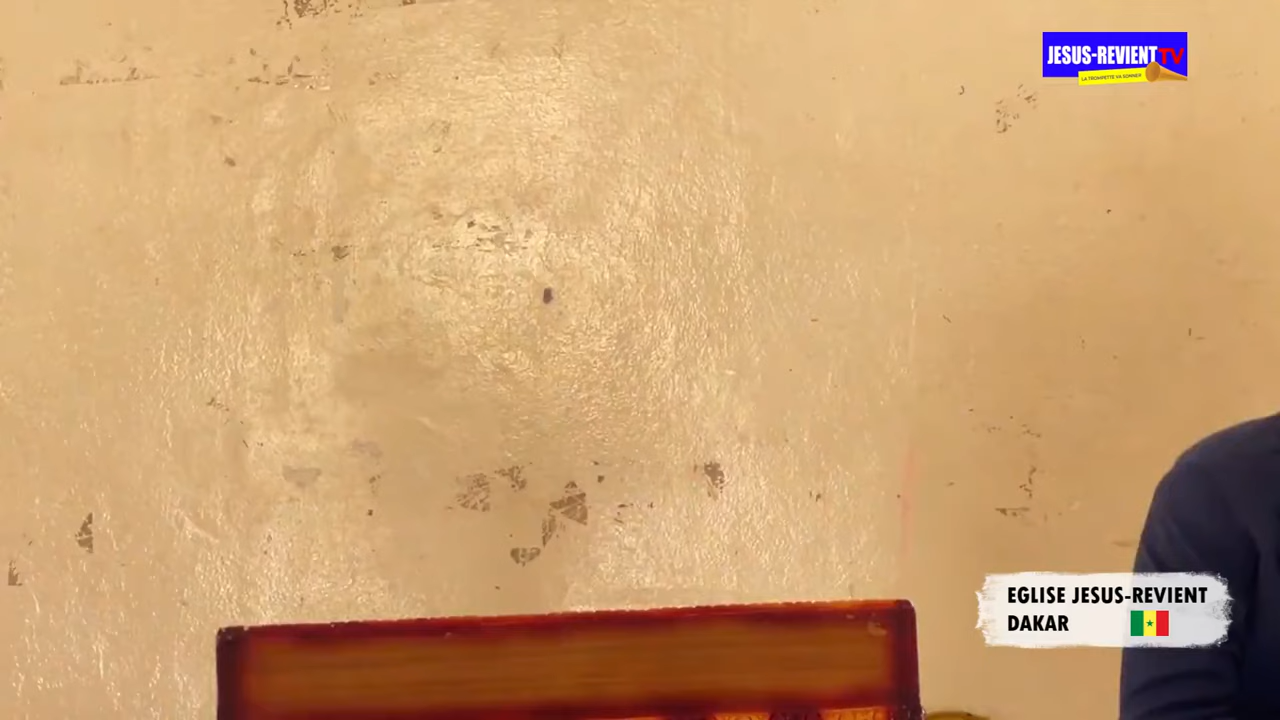 JESUS-REVIENT TV
LA TROMPETTE VA SONNER
EGLISE JESUS-REVIENT
DAKAR